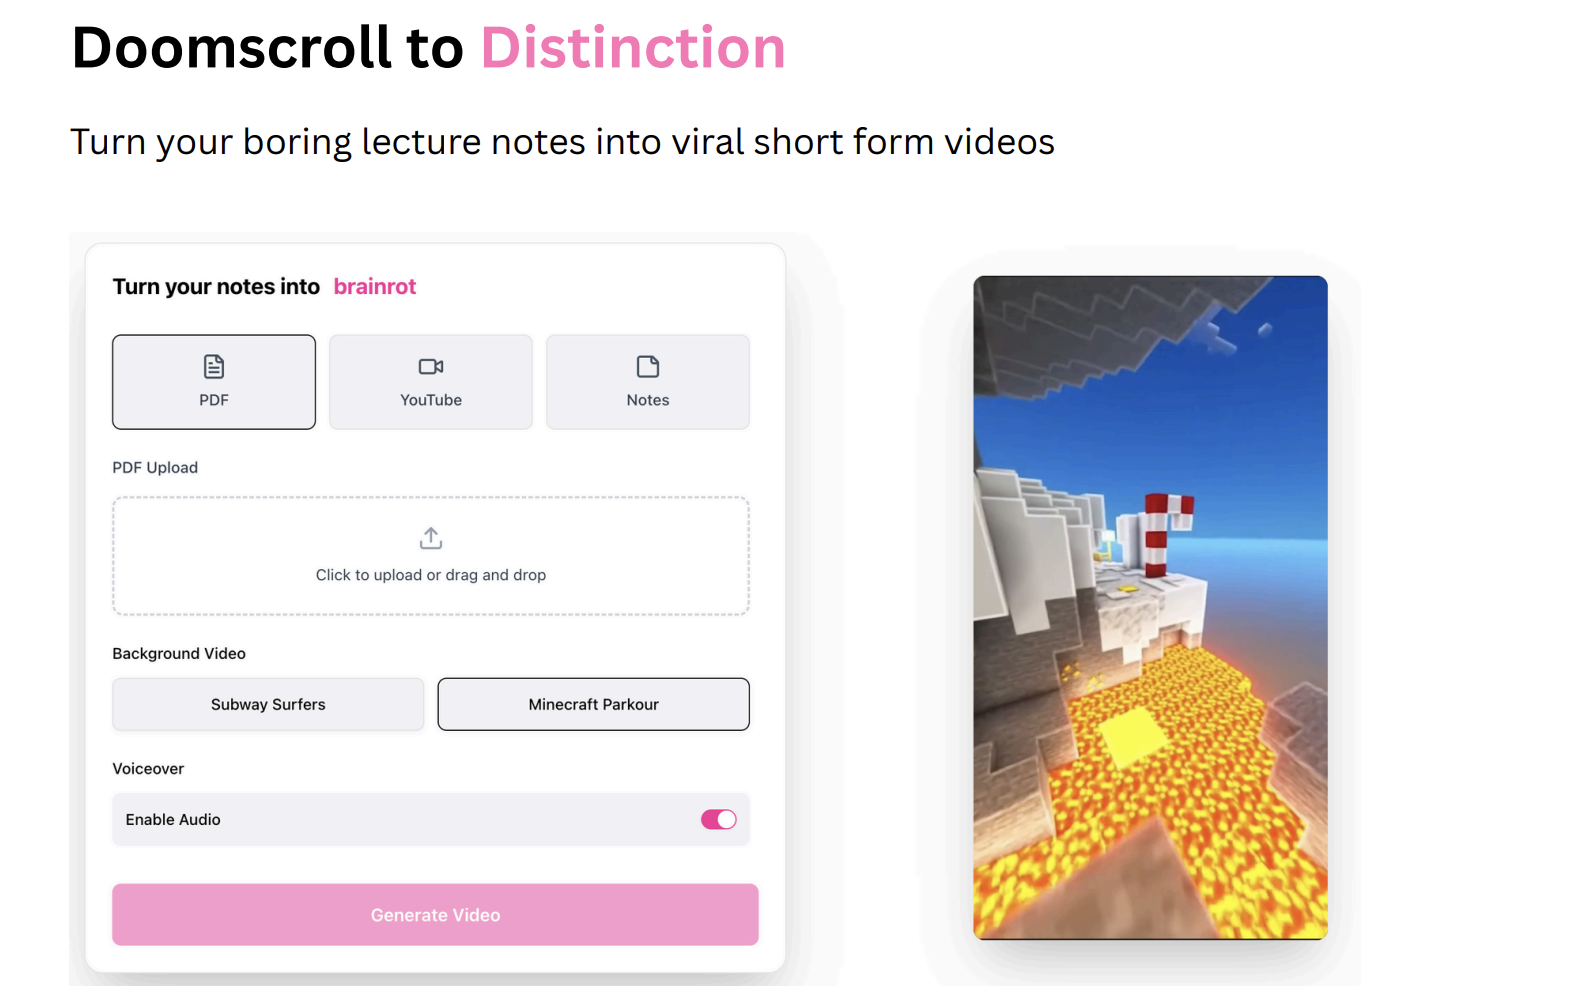 Doomscroll to Distinction
Turn your boring lecture notes into viral short form videos
Turn your notes into brainrot
PDF
YouTube
Notes
PDF Upload
Click to upload or drag and drop
Background Video
Subway Surfers
Minecraft Parkour
Voiceover
Enable Audio
Generate Video